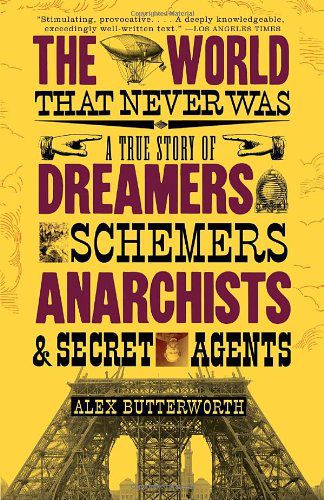 "Stimulating, provocative. . . . A deeply knowledgeable,
exceedingly well-written text." —LOS ANGELES TIMES
THE WORLD
THAT NEVER WAS
A TRUE STORY OF
DREAMERS
SCHEMERS
ANARCHISTS
& SECRET AGENTS
ALEX BUTTERWORTH